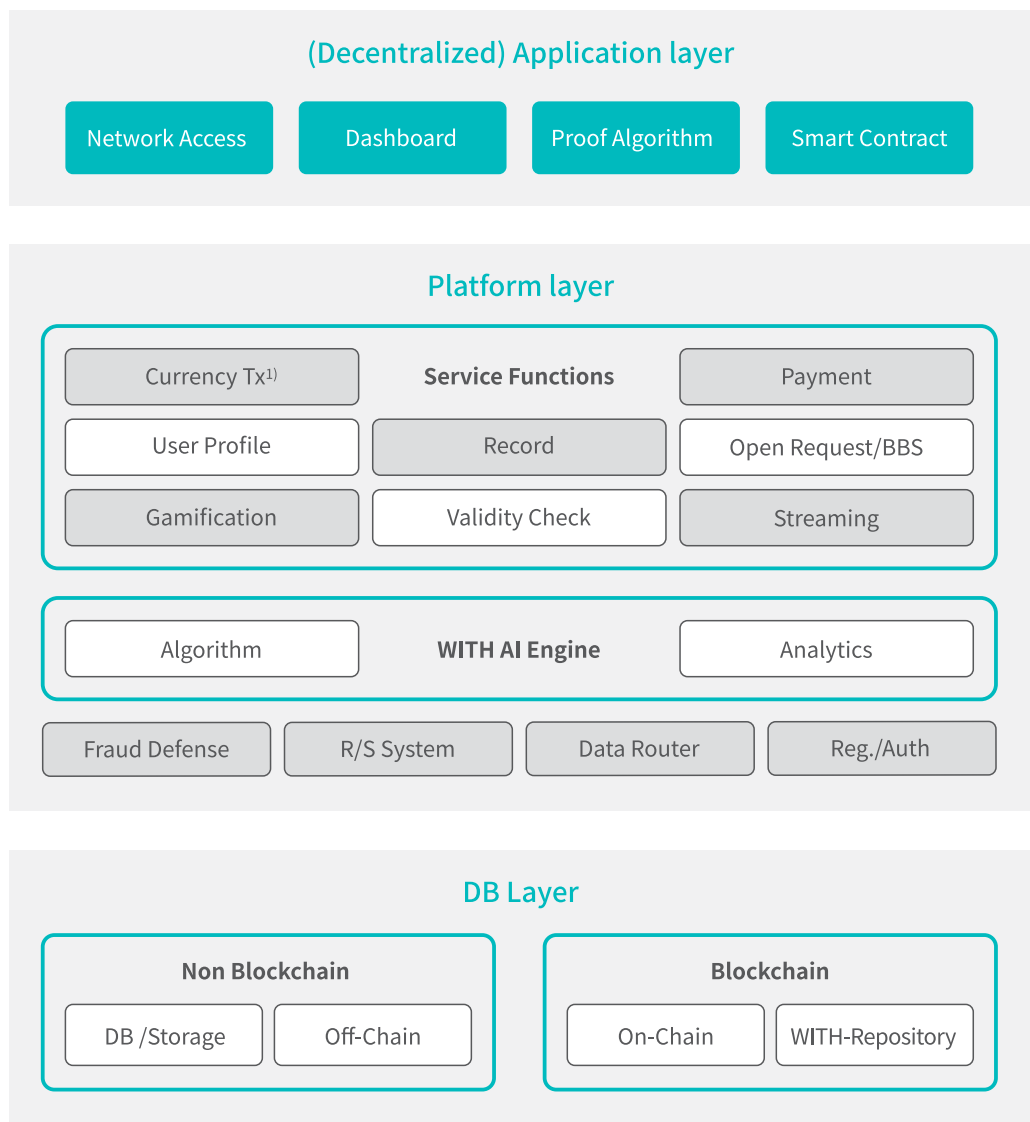 (Decentralized) Application layer
Network Access
Dashboard
Proof Algorithm
Smart Contract
Platform layer
Currency Tx1)
Service Functions
Payment
User Profile
Record
Open Request/BBS
Gamification
Validity Check
Streaming
Algorithm
WITH AI Engine
Analytics
Fraud Defense
R/S System
Data Router
Reg./Auth
DB Layer
Non Blockchain
Blockchain
DB /Storage
Off-Chain
On-Chain
WITH-Repository